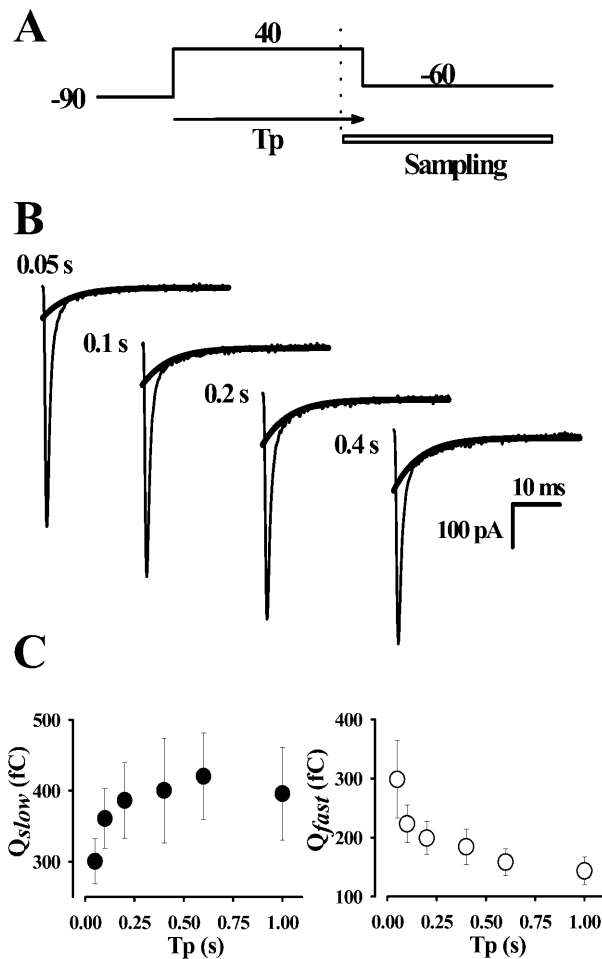 A
40
-90
-60
Tp
Sampling
B
0.05 s
0.1 s
0.2 s
0.4 s
10 ms
100 pA
C
500
400
300
Qslow (fC)
0.00 0.25 0.50 0.75 1.00
Tp (s)
400
300
200
100
Qfast (fC)
0.00 0.25 0.50 0.75 1.00
Tp (s)